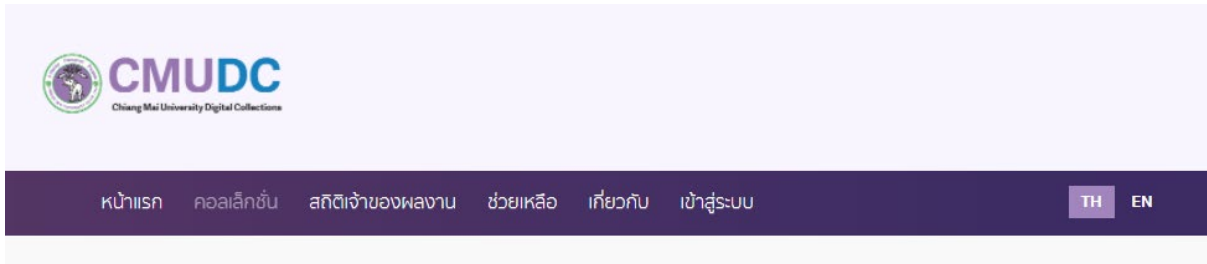 CMUDC
Chiang Mai University Digital Collections
หน้าแรก คอลเล็กชั่น สถิติเจ้าของผลงาน ช่วยเหลือ เกี่ยวกับ เข้าสู่ระบบ TH EN